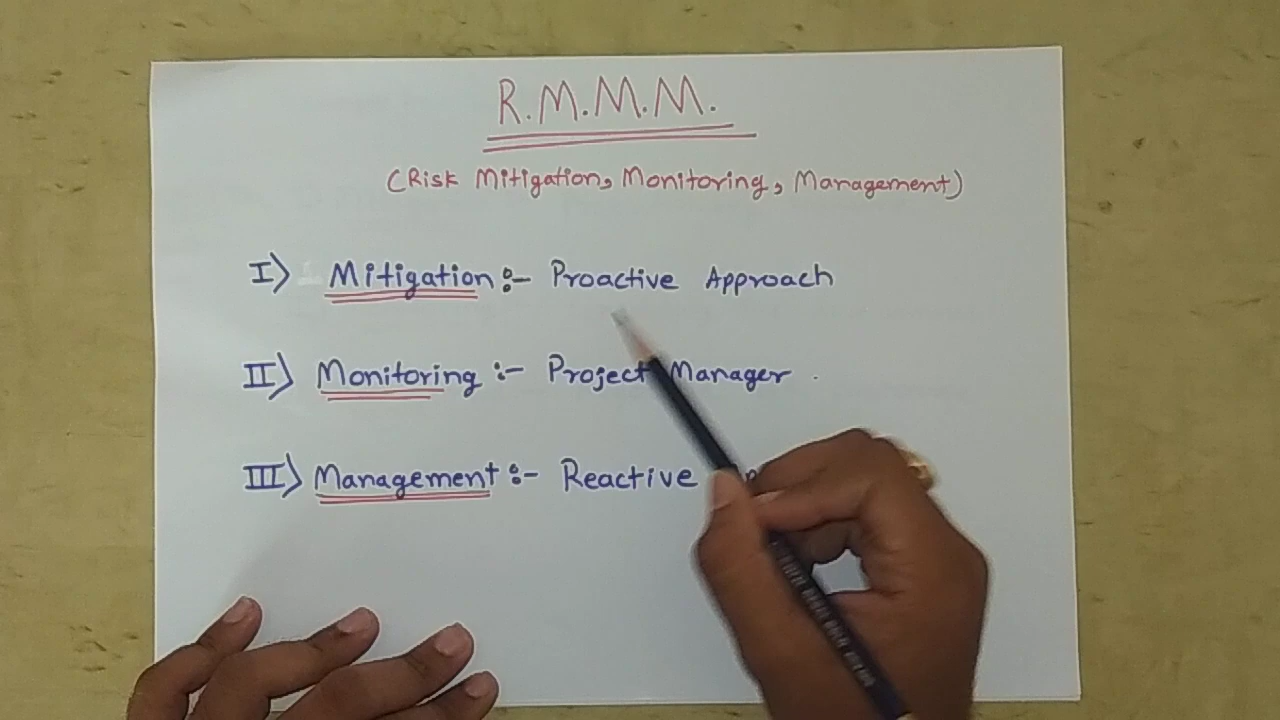 R.M.M.M.
(Risk Mitigation, Monitoring, Management)
I) Mitigation :- Proactive Approach
II) Monitoring :- Project Manager .
III) Management :- Reactive